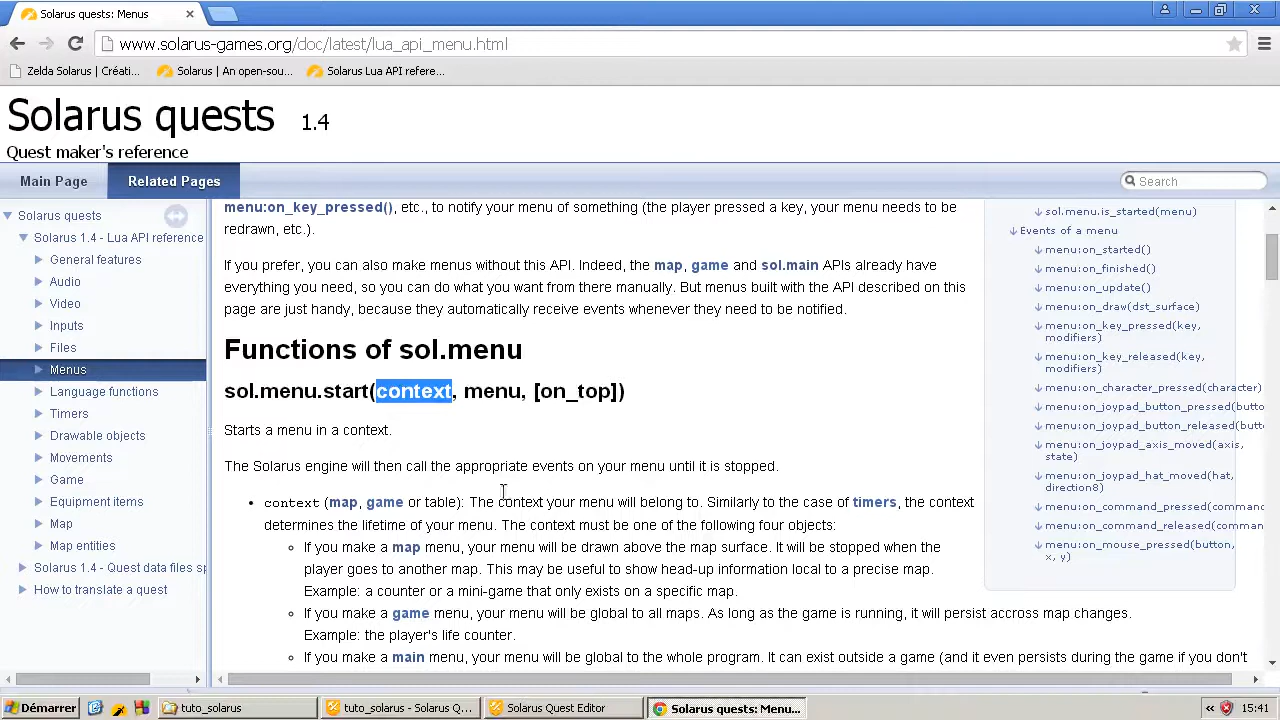 Solarus quests: Menus
www.solarus-games.org/doc/latest/lua_api_menu.html
Zelda Solarus | Créati...
Solarus | An open-sou...
Solarus Lua API refere...
Solarus quests 1.4
Quest maker's reference
Main Page
Related Pages
Search
Solarus quests
Solarus 1.4 - Lua API reference
General features
Audio
Video
Inputs
Files
Menus
Language functions
Timers
Drawable objects
Movements
Game
Equipment items
Map
Map entities
Solarus 1.4 - Quest data files sp
How to translate a quest
menu:on_key_pressed(), etc., to notify your menu of something (the player pressed a key, your menu needs to be
redrawn, etc.).
If you prefer, you can also make menus without this API. Indeed, the map, game and sol.main APIs already have
everything you need, so you can do what you want from there manually. But menus built with the API described on this
page are just handy, because they automatically receive events whenever they need to be notified.
Functions of sol.menu
sol.menu.start(context, menu, [on_top])
Starts a menu in a context.
The Solarus engine will then call the appropriate events on your menu until it is stopped.
context (map, game or table): The context your menu will belong to. Similarly to the case of timers, the context
determines the lifetime of your menu. The context must be one of the following four objects:
If you make a map menu, your menu will be drawn above the map surface. It will be stopped when the
player goes to another map. This may be useful to show head-up information local to a precise map.
Example: a counter or a mini-game that only exists on a specific map.
If you make a game menu, your menu will be global to all maps. As long as the game is running, it will persist accross map changes.
Example: the player's life counter.
If you make a main menu, your menu will be global to the whole program. It can exist outside a game (and it even persists during the game if you don't
sol.menu.is_started(menu)
Events of a menu
menu:on_started()
menu:on_finished()
menu:on_update()
menu:on_draw(dst_surface)
menu:on_key_pressed(key,
modifiers)
menu:on_key_released(key,
modifiers)
menu:on_character_pressed(character)
menu:on_joypad_button_pressed(butto
menu:on_joypad_button_released(butto
menu:on_joypad_axis_moved(axis,
state)
menu:on_joypad_hat_moved(hat,
direction8)
menu:on_command_pressed(command
menu:on_command_released(comman
menu:on_mouse_pressed(button,
x, y)
Démarrer
tuto_solarus
tuto_solarus - Solarus Q...
Solarus Quest Editor
Solarus quests: Menu...
15:41